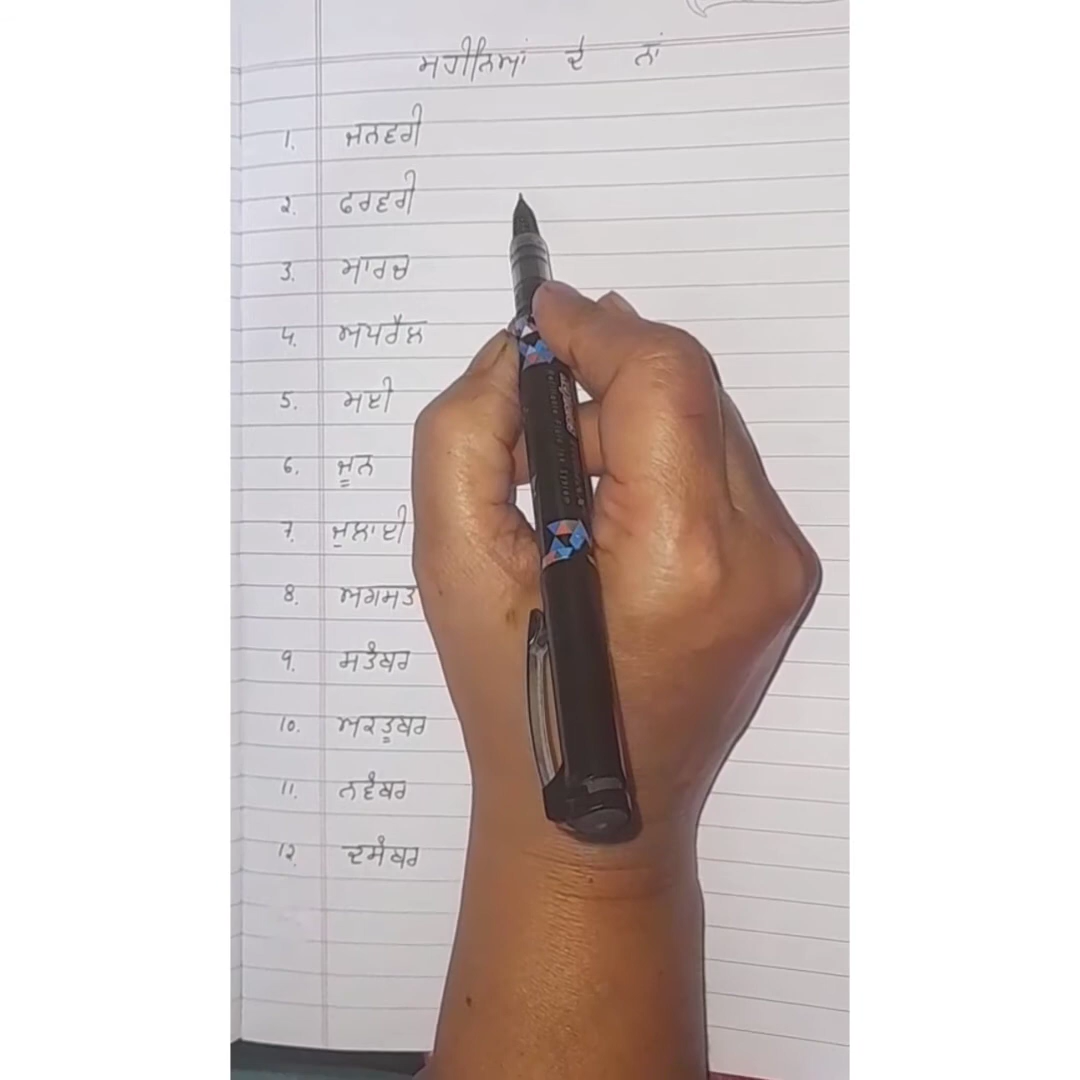 ਮਹੀਨਿਆਂ ਦੇ ਨਾਂ
1. ਜਨਵਰੀ
2. ਫਰਵਰੀ
3. ਮਾਰਚ
4. ਅਪਰੈਲ
5. ਮਈ
6. ਜੂਨ
7. ਜੁਲਾਈ
8. ਅਗਸਤ
9. ਸਤੰਬਰ
10. ਅਕਤੂਬਰ
11. ਨਵੰਬਰ
12. ਦਸੰਬਰ